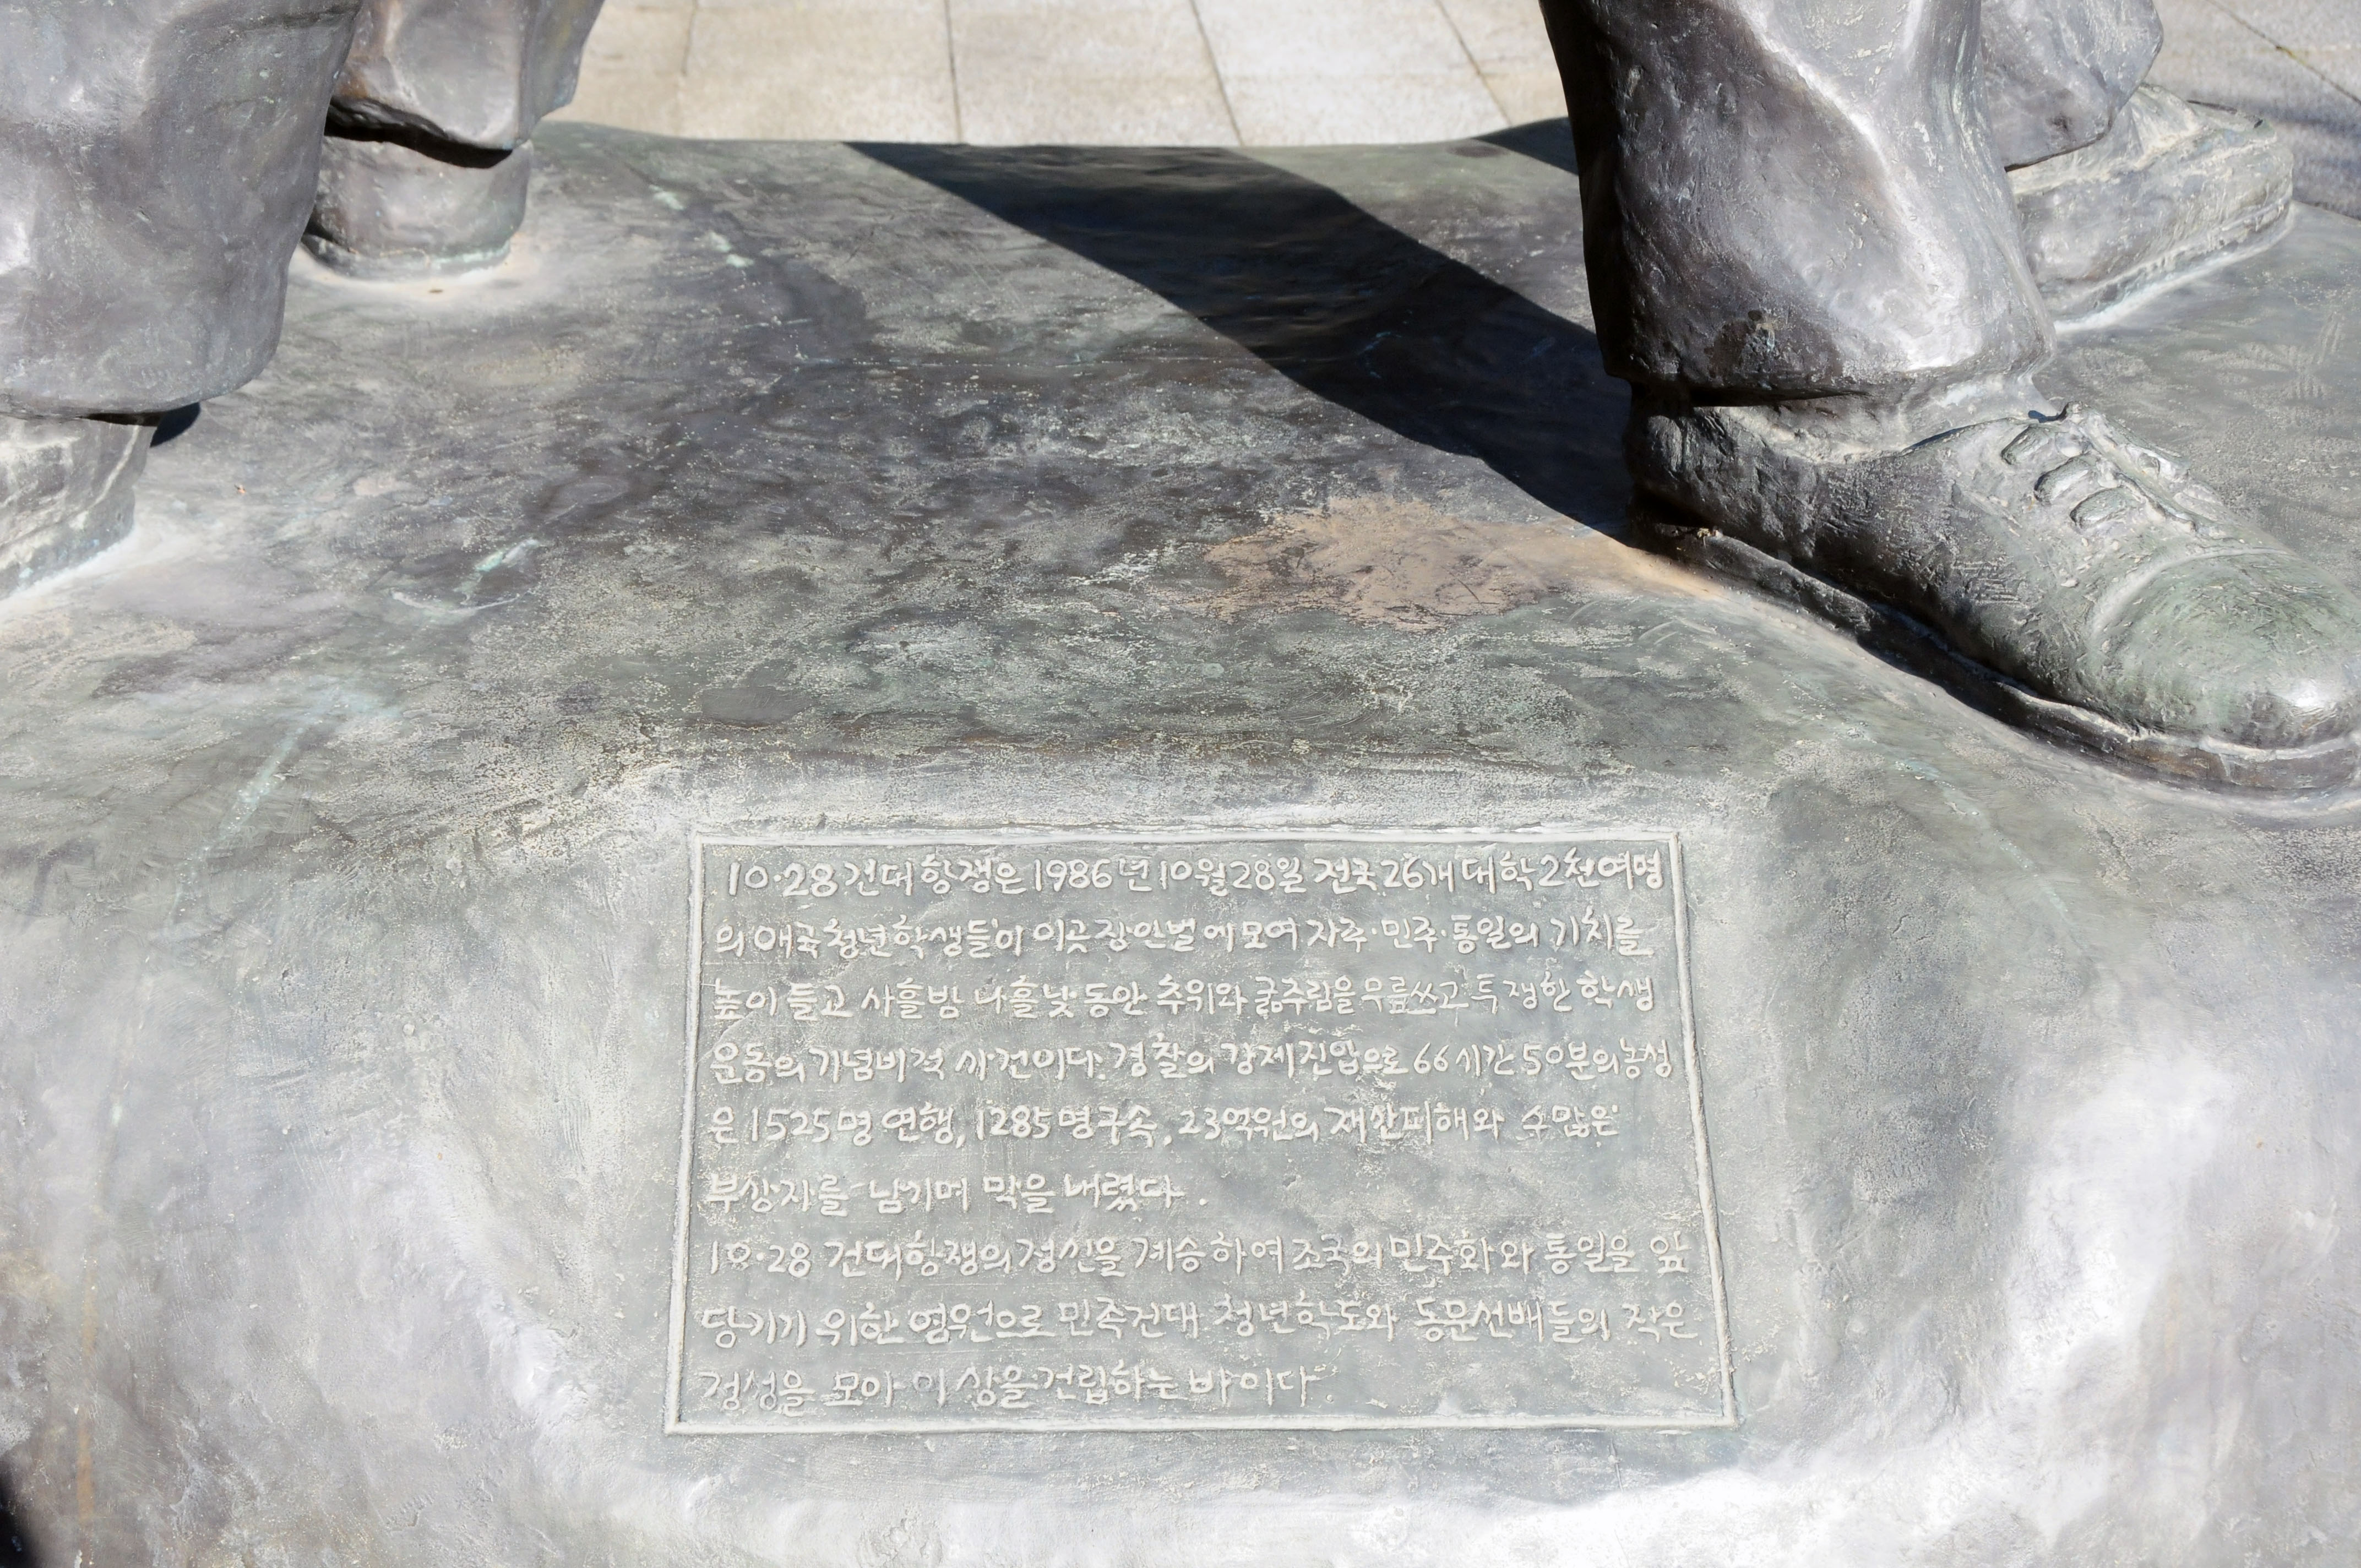 10·28 건대항쟁은 1986년 10월 28일 전국 26개 대학 2천여명
의 애국청년학생들이 이곳 장안벌에 모여 자주·민주·통일의 기치를
높이 들고 사흘밤 나흘낮 동안 추위와 굶주림을 무릎쓰고 투쟁한 학생
운동의 기념비적 사건이다. 경찰의 강제진압으로 66시간 50분의 농성
은 1525명 연행, 1285명 구속, 23억원의 재산피해와 수많은
부상자를 남기며 막을 내렸다.
10·28 건대항쟁의 정신을 계승하여 조국의 민주화와 통일을 앞
당기기 위한 염원으로 민족건대 청년학도와 동문선배들의 작은
정성을 모아 이 상을 건립하는 바이다.